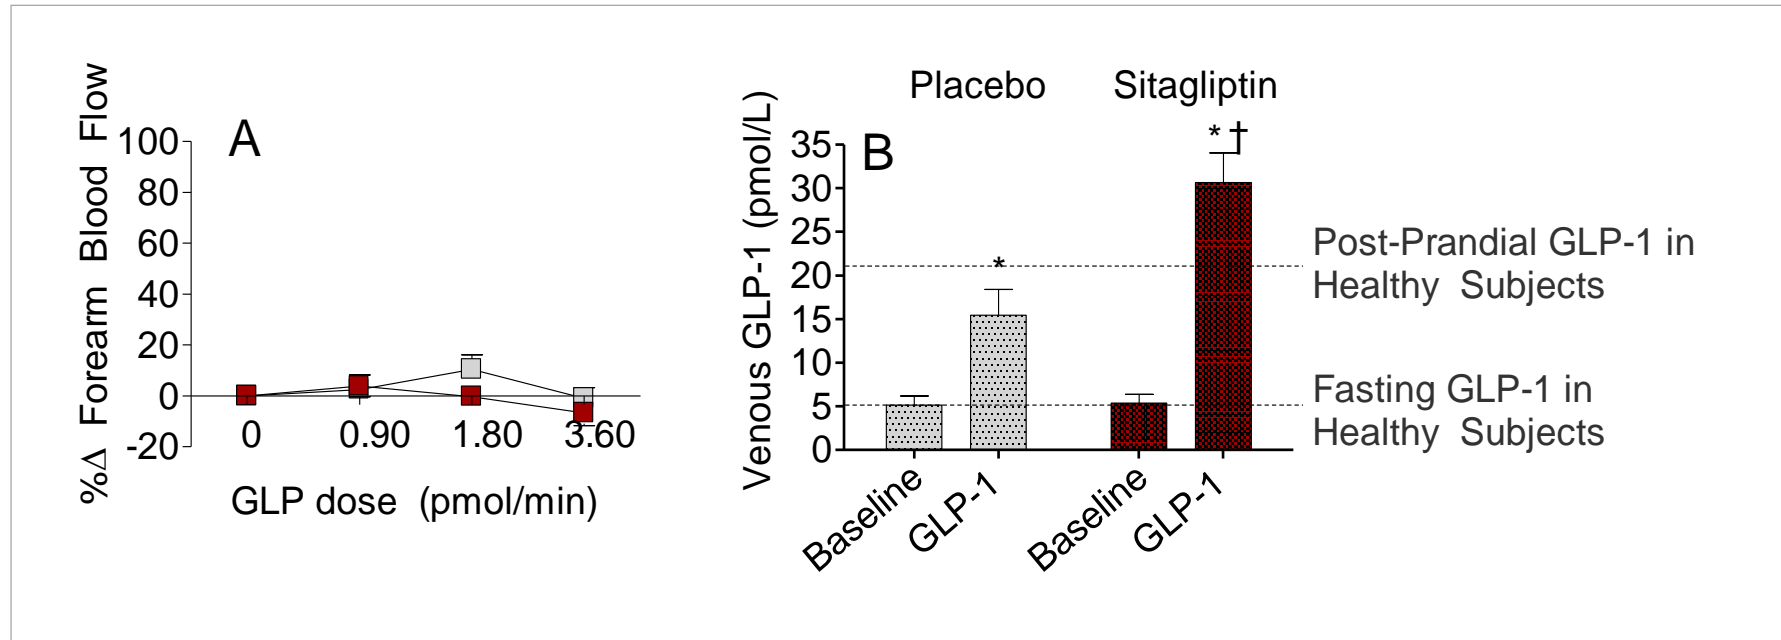 A
%Δ Forearm Blood Flow
100
80
60
40
20
0
-20
0 0.90 1.80 3.60
GLP dose (pmol/min)
Placebo Sitagliptin
B
Venous GLP-1 (pmol/L)
35
30
25
20
15
10
5
0
*
* †
Baseline GLP-1 Baseline GLP-1
Post-Prandial GLP-1 in
Healthy Subjects
Fasting GLP-1 in
Healthy Subjects